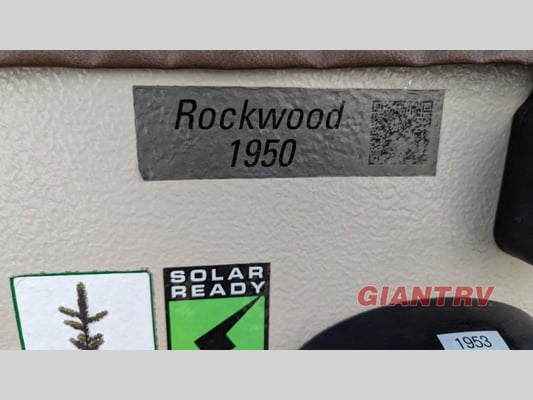 Rockwood
1950
SOLAR
READY
GIANTRV
1953